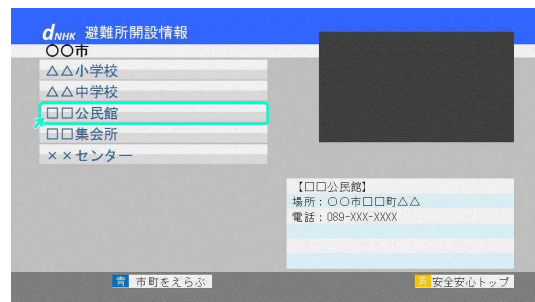 dNHK 避難所開設情報
〇〇市
△△小学校
△△中学校
□□公民館
□□集会所
××センター
【□□公民館】
場所：〇〇市□□町△△
電話：089-XXX-XXXX
青 市町をえらぶ
黄 安全安心トップ